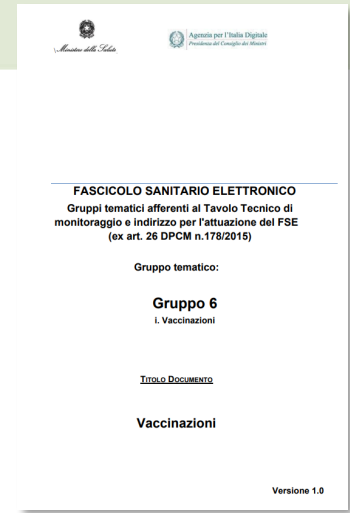 Ministero della Salute
Agenzia per l'Italia Digitale
Presidenza del Consiglio dei Ministri
FASCICOLO SANITARIO ELETTRONICO
Gruppi tematici afferenti al Tavolo Tecnico di
monitoraggio e indirizzo per l'attuazione del FSE
(ex art. 26 DPCM n.178/2015)
Gruppo tematico:
Gruppo 6
i. Vaccinazioni
TITOLO DOCUMENTO
Vaccinazioni
Versione 1.0